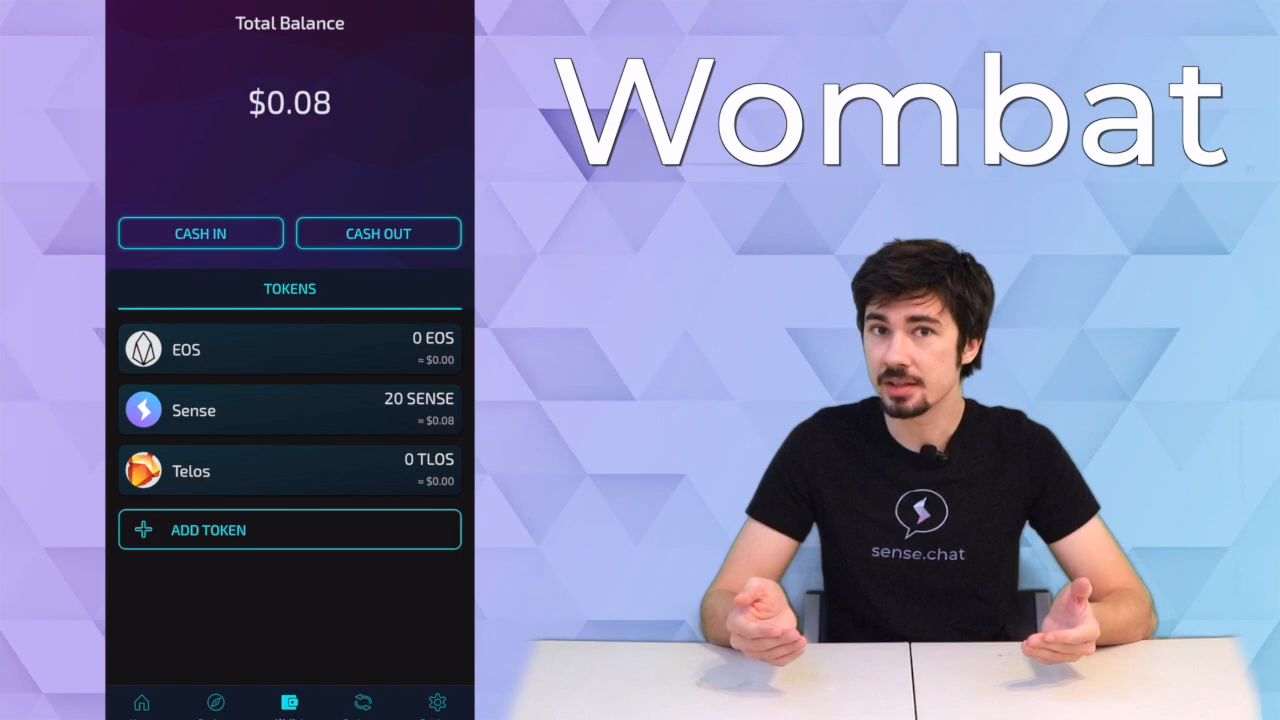 Total Balance
$0.08
CASH IN
CASH OUT
TOKENS
EOS
0 EOS
≈ $0.00
Sense
20 SENSE
≈ $0.08
Telos
0 TLOS
≈ $0.00
ADD TOKEN
Wombat
sense.chat